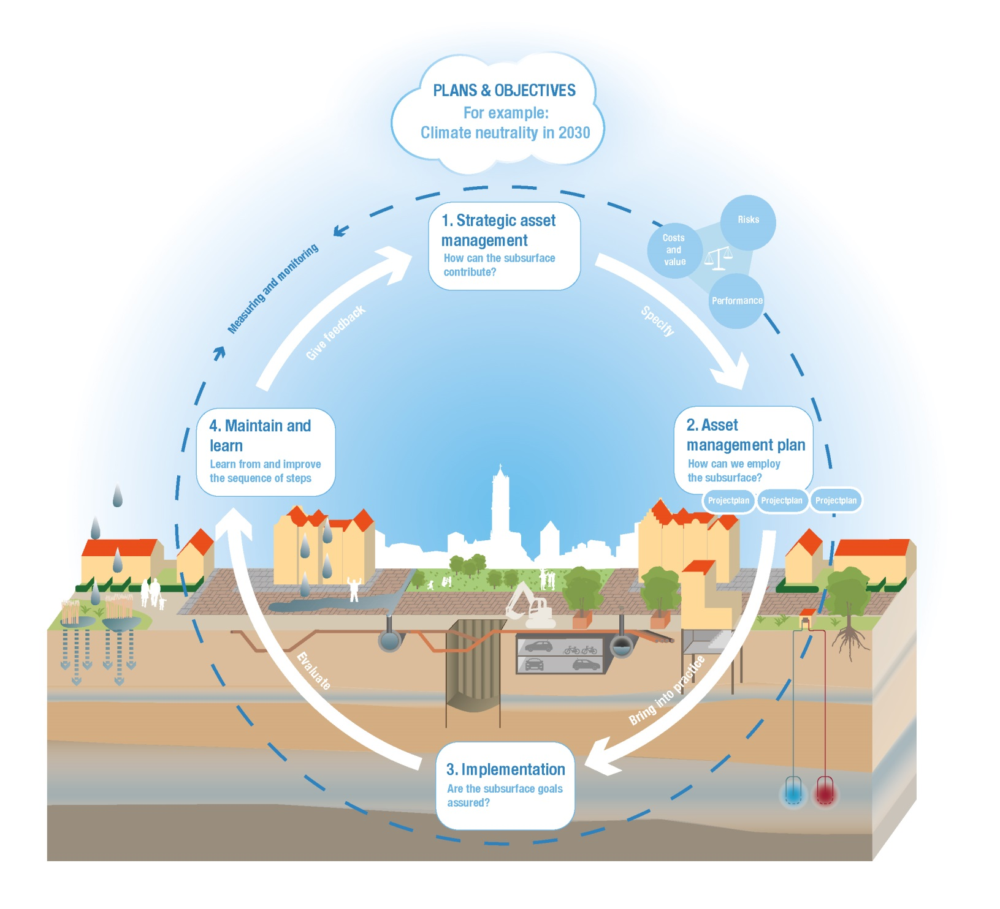 PLANS & OBJECTIVES
For example:
Climate neutrality in 2030
1. Strategic asset
management
How can the subsurface
contribute?
Risks
Costs
and
value
Performance
Measuring and monitoring
Give feedback
Specify
4. Maintain and
learn
Learn from and improve
the sequence of steps
2. Asset
management plan
How can we employ
the subsurface?
Projectplan
Projectplan
Projectplan
Evaluate
Bring into practice
3. Implementation
Are the subsurface goals
assured?